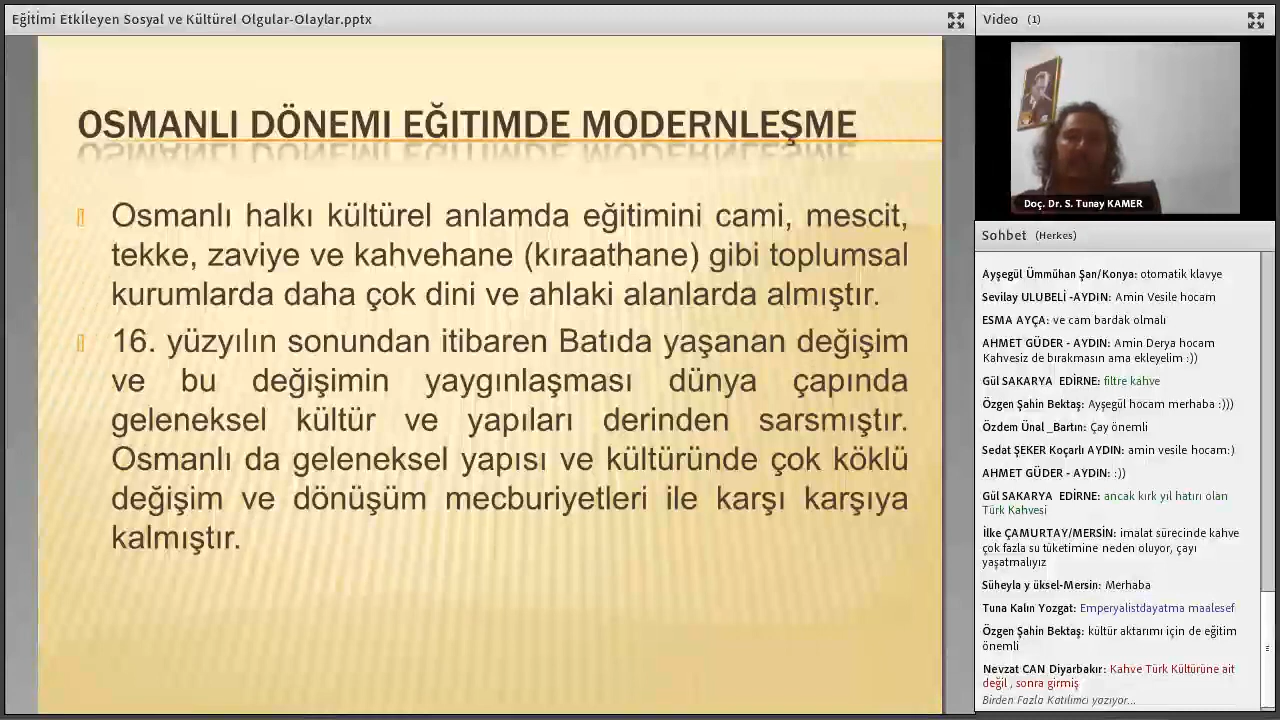 Eğitimi Etkileyen Sosyal ve Kültürel Olgular-Olaylar.pptx
OSMANLI DÖNEMI EĞITIMDE MODERNLEŞME
Osmanlı halkı kültürel anlamda eğitimini cami, mescit,
tekke, zaviye ve kahvehane (kıraathane) gibi toplumsal
kurumlarda daha çok dini ve ahlaki alanlarda almıştır.
16. yüzyılın sonundan itibaren Batıda yaşanan değişim
ve bu değişimin yaygınlaşması dünya çapında
geleneksel kültür ve yapıları derinden sarsmıştır.
Osmanlı da geleneksel yapısı ve kültüründe çok köklü
değişim ve dönüşüm mecburiyetleri ile karşı karşıya
kalmıştır.
Video (1)
Doç. Dr. S. Tunay KAMER
Sohbet (Herkes)
Ayşegül Ümmühan Şan/Konya: otomatik klavye
Sevilay ULUBELİ -AYDIN: Amin Vesile hocam
ESMA AYÇA: ve cam bardak olmalı
AHMET GÜDER - AYDIN: Amin Derya hocam
Kahvesiz de bırakmasın ama ekleyelim :))
Gül SAKARYA EDİRNE: filtre kahve
Özgen Şahin Bektaş: Ayşegül hocam merhaba :)))
Özdem Ünal _Bartın: Çay önemli
Sedat ŞEKER Koçarlı AYDIN: amin vesile hocam:)
AHMET GÜDER - AYDIN: :))
Gül SAKARYA EDİRNE: ancak kırk yıl hatırı olan
Türk Kahvesi
İlke ÇAMURTAY/MERSİN: imalat sürecinde kahve
çok fazla su tüketimine neden oluyor, çayı
yaşatmalıyız
Süheyla y üksel-Mersin: Merhaba
Tuna Kalın Yozgat: Emperyalistdayatma maalesef
Özgen Şahin Bektaş: kültür aktarımı için de eğitim
önemli
Nevzat CAN Diyarbakır: Kahve Türk Kültürüne ait
değil , sonra girmiş
Birden Fazla Katılımcı yazıyor...